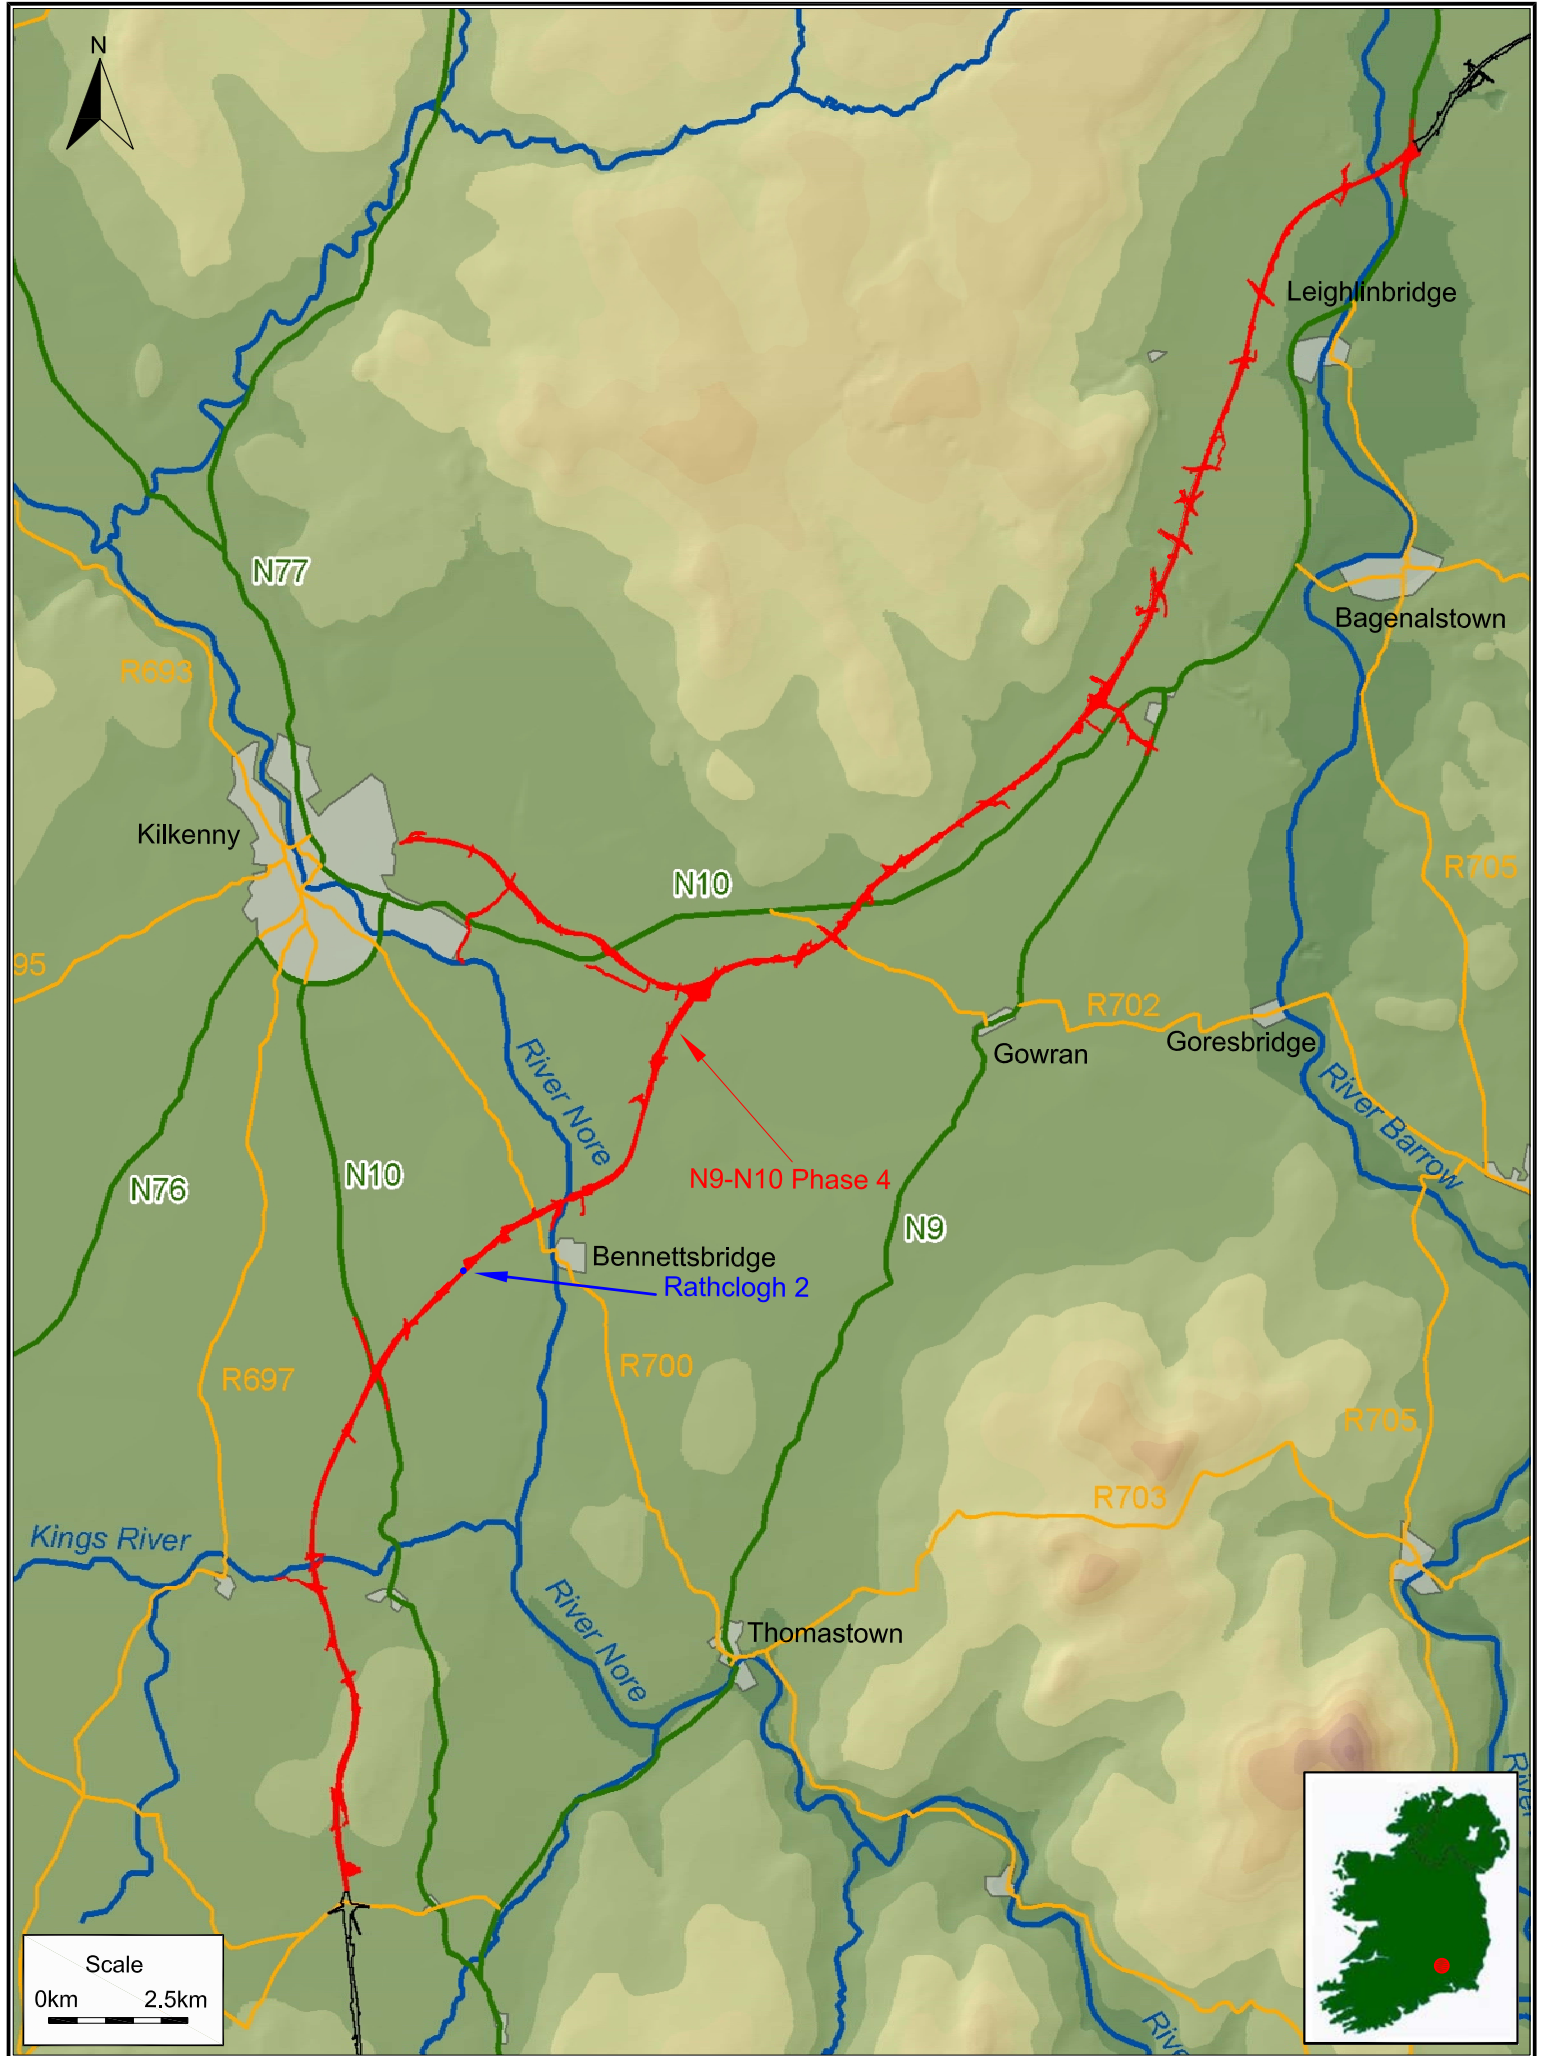 N
Leighlinbridge
N77
Bagenalstown
R693
Kilkenny
R705
N10
95
R702
Gowran
Goresbridge
River Nore
River Barrow
N9-N10 Phase 4
N76
N10
N9
Bennettsbridge
Rathclogh 2
R700
R697
R705
R703
Kings River
River Nore
Thomastown
River
Scale
0km 2.5km